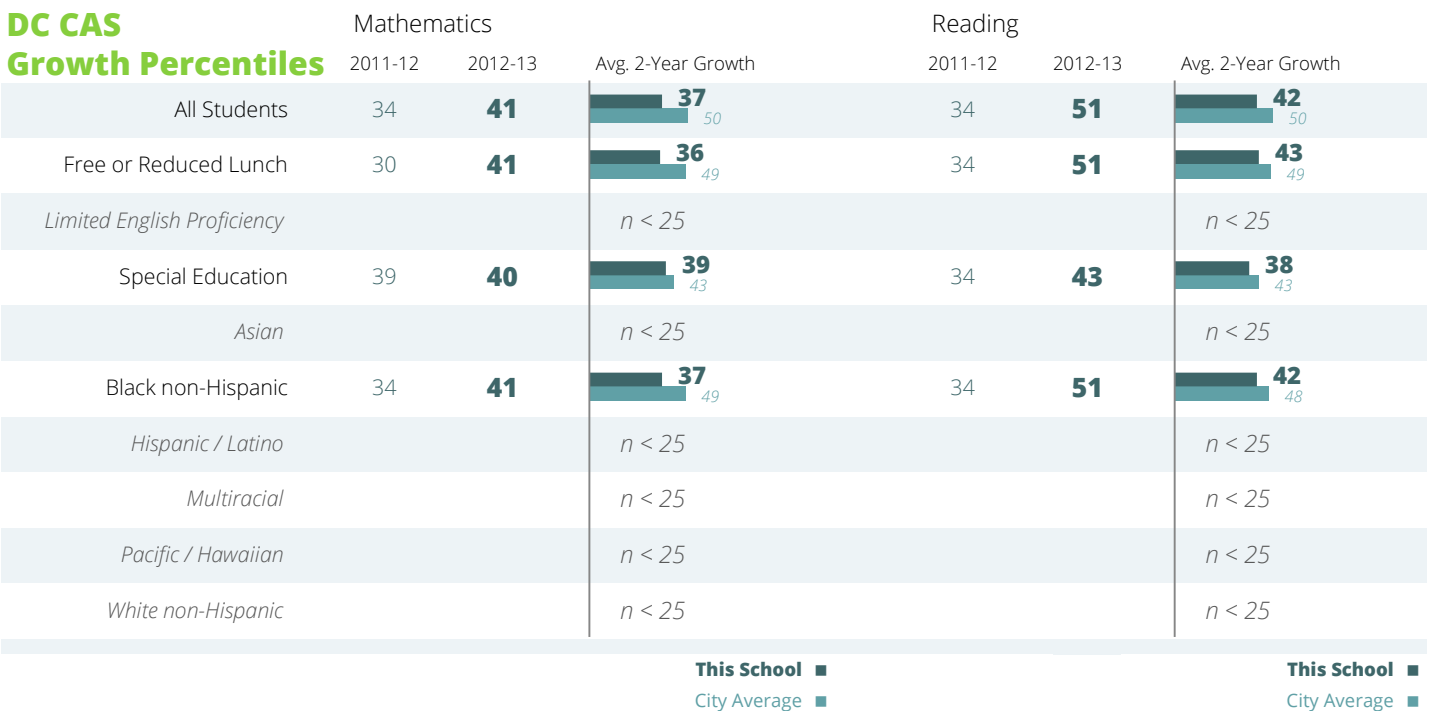 DC CAS
Growth Percentiles
Mathematics
Reading
2011-12 2012-13 Avg. 2-Year Growth 2011-12 2012-13 Avg. 2-Year Growth
All Students 34 41 37 50 34 51 42 50
Free or Reduced Lunch 30 41 36 49 34 51 43 49
Limited English Proficiency n < 25 n < 25
Special Education 39 40 39 43 34 43 38 43
Asian n < 25 n < 25
Black non-Hispanic 34 41 37 49 34 51 42 48
Hispanic / Latino n < 25 n < 25
Multiracial n < 25 n < 25
Pacific / Hawaiian n < 25 n < 25
White non-Hispanic n < 25 n < 25
This School This School
City Average City Average